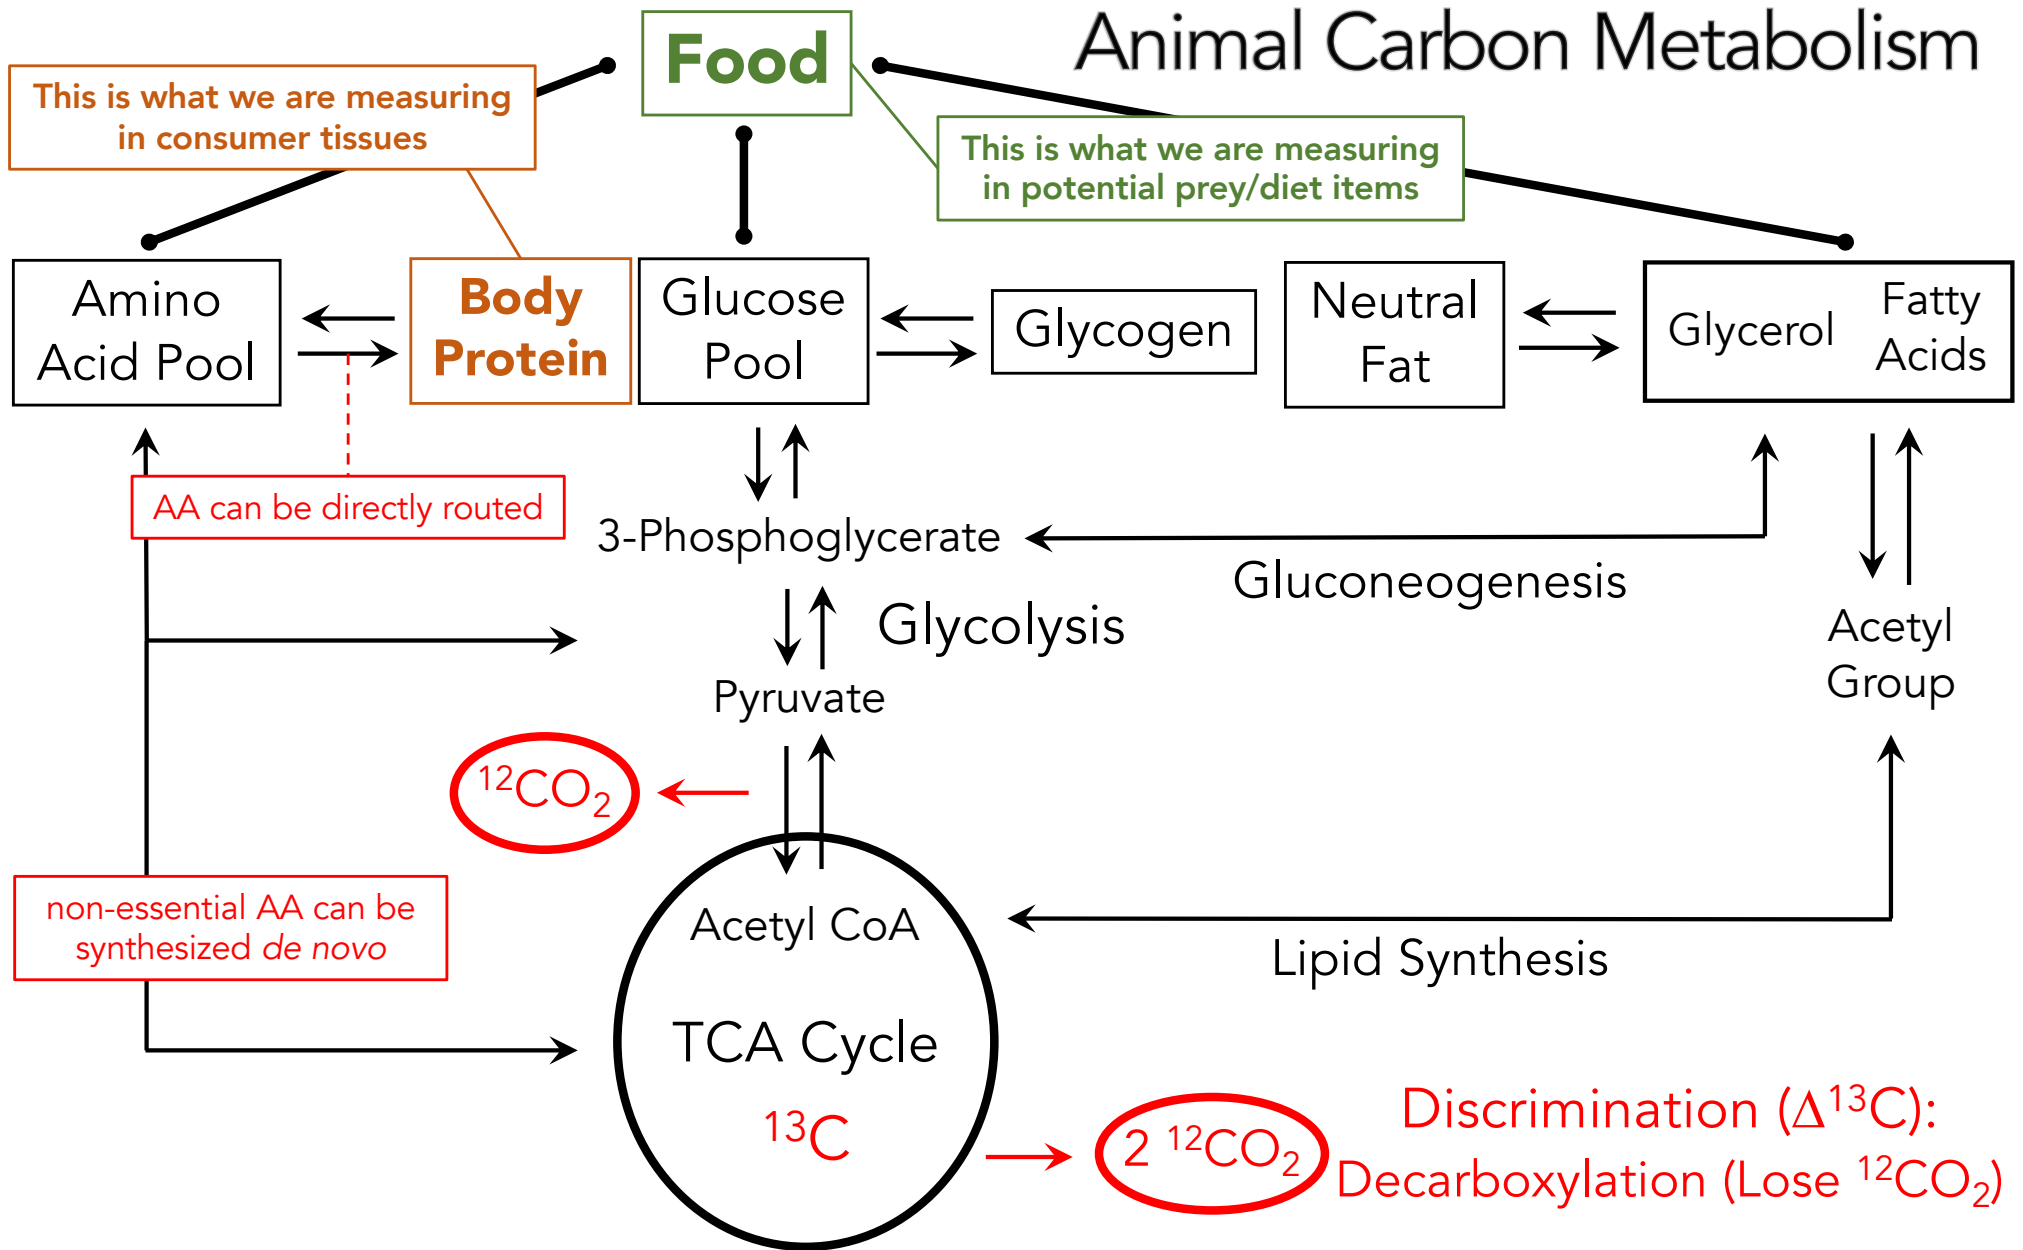 Animal Carbon Metabolism
Food
This is what we are measuring
in consumer tissues
This is what we are measuring
in potential prey/diet items
Amino
Acid Pool
Body
Protein
Glucose
Pool
Glycogen
Neutral
Fat
Glycerol
Fatty
Acids
AA can be directly routed
3-Phosphoglycerate
Gluconeogenesis
Glycolysis
Acetyl
Group
Pyruvate
¹²CO₂
non-essential AA can be
synthesized de novo
Acetyl CoA
Lipid Synthesis
TCA Cycle
¹³C
2 ¹²CO₂
Discrimination (Δ¹³C):
Decarboxylation (Lose ¹²CO₂)